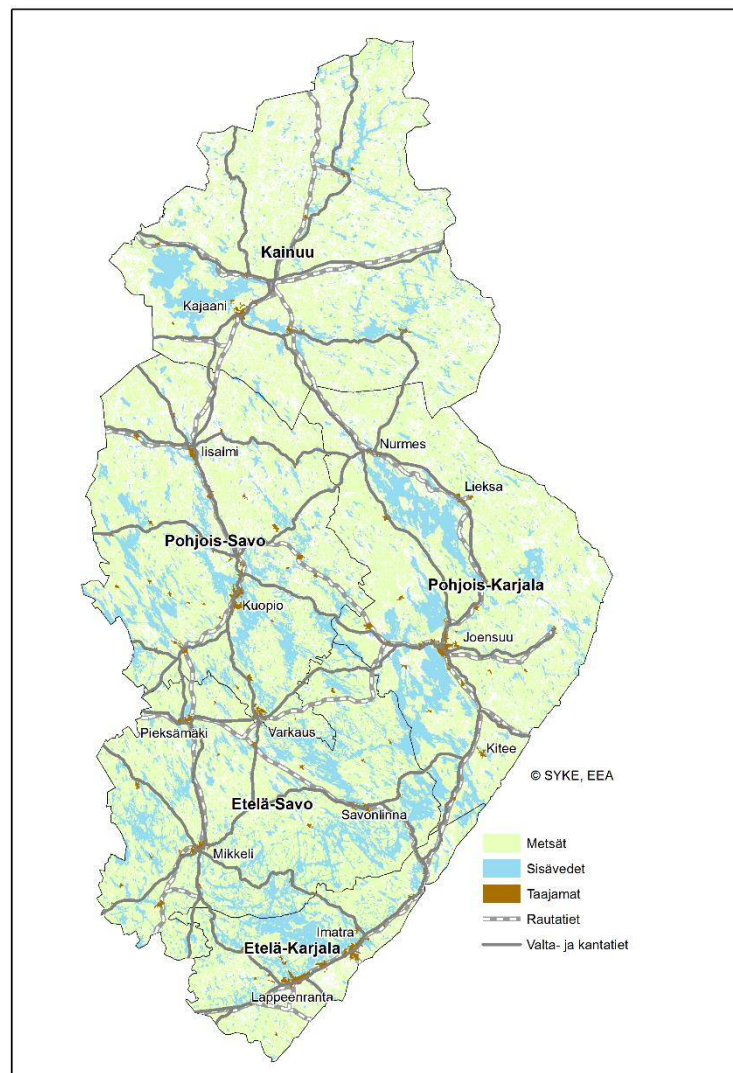 Kainuu
Kajaani
Nurmes
Iisalmi
Lieksa
Pohjois-Savo
Pohjois-Karjala
Kuopio
Joensuu
Pieksämäki
Varkaus
Kitee
© SYKE, EEA
Etelä-Savo
Savonlinna
Metsät
Mikkeli
Sisävedet
Taajamat
Rautatiet
Imatra
Valta- ja kantatiet
Etelä-Karjala
Lappeenranta